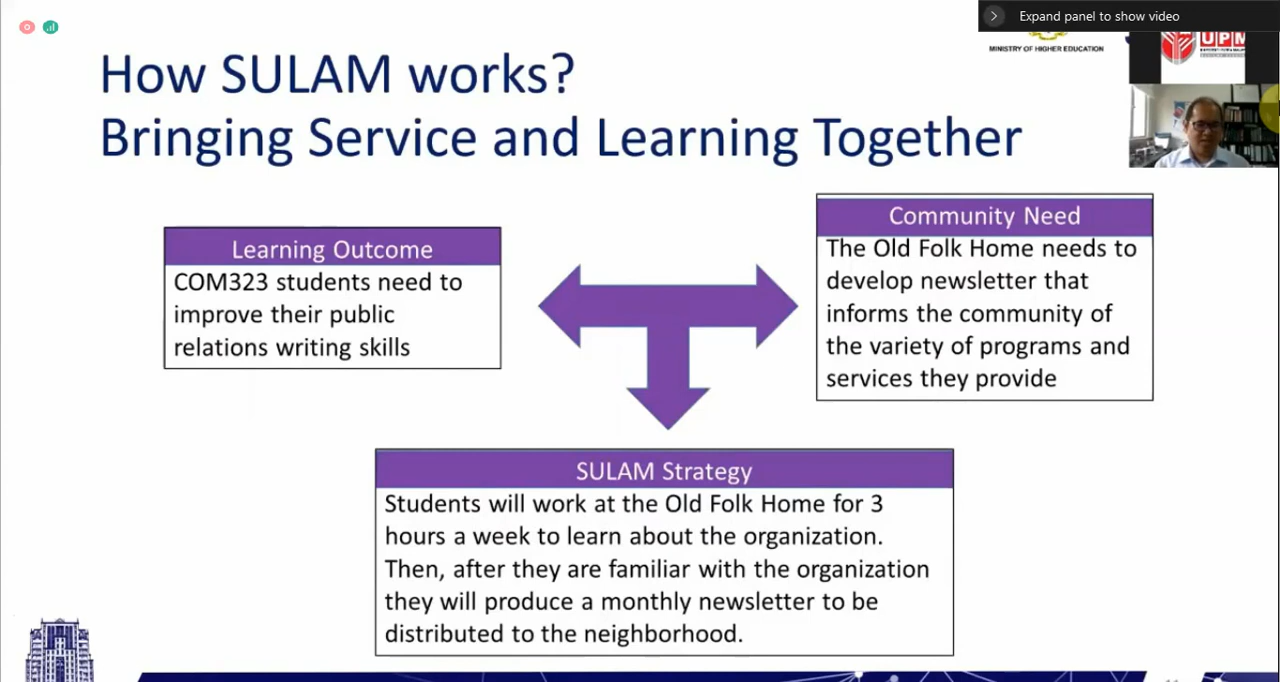 Expand panel to show video
MINISTRY OF HIGHER EDUCATION
UPM
How SULAM works?
Bringing Service and Learning Together
Learning Outcome
COM323 students need to
improve their public
relations writing skills
Community Need
The Old Folk Home needs to
develop newsletter that
informs the community of
the variety of programs and
services they provide
SULAM Strategy
Students will work at the Old Folk Home for 3
hours a week to learn about the organization.
Then, after they are familiar with the organization
they will produce a monthly newsletter to be
distributed to the neighborhood.